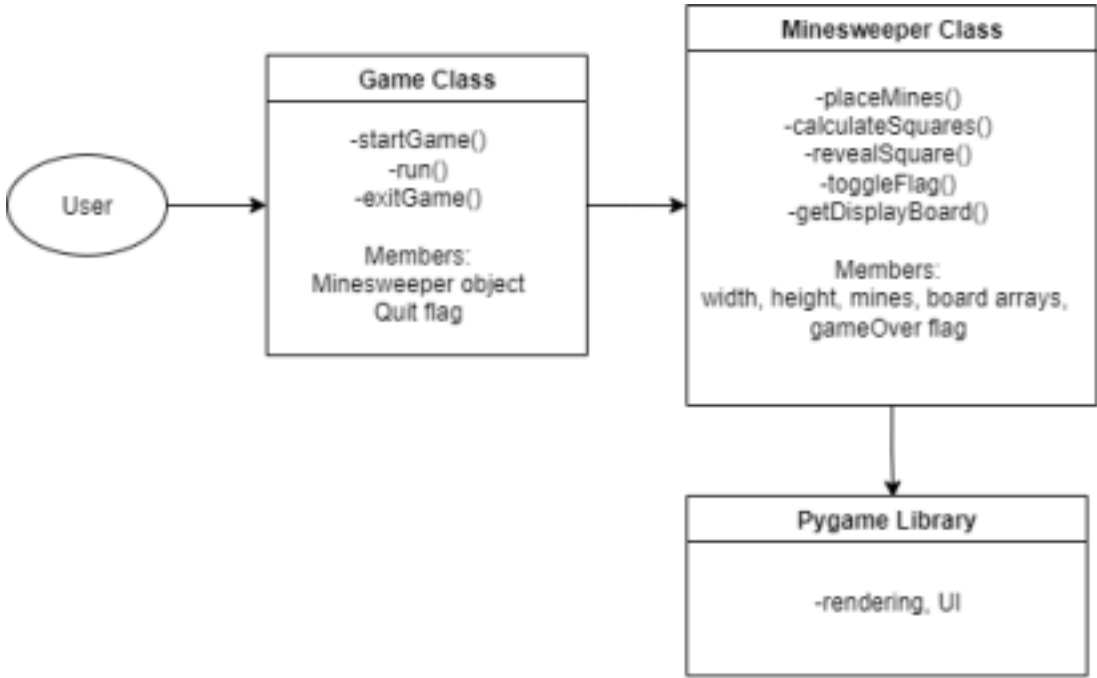 User
Game Class
-startGame()
-run()
-exitGame()
Members:
Minesweeper object
Quit flag
Minesweeper Class
-placeMines()
-calculateSquares()
-revealSquare()
-toggleFlag()
-getDisplayBoard()
Members:
width, height, mines, board arrays,
gameOver flag
Pygame Library
-rendering, UI